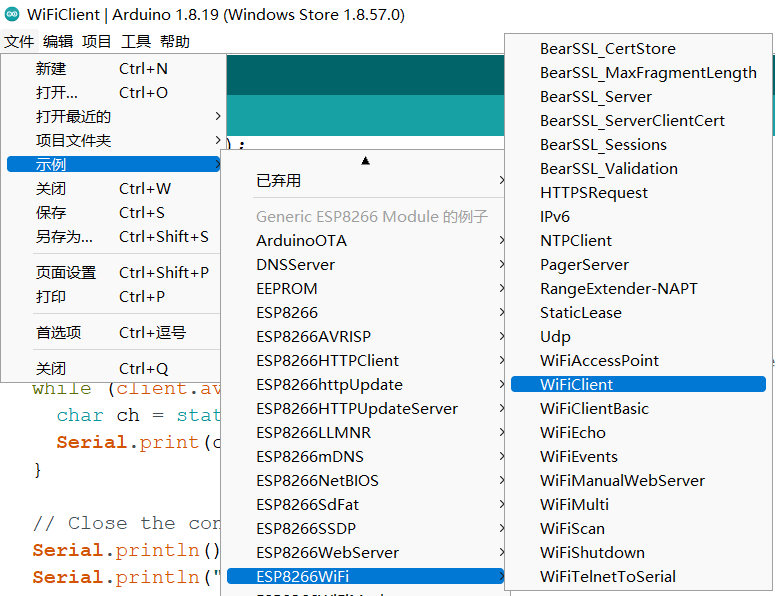 WiFiClient | Arduino 1.8.19 (Windows Store 1.8.57.0)
文件 编辑 项目 工具 帮助
新建 Ctrl+N
打开... Ctrl+O
打开最近的
项目文件夹
示例
关闭 Ctrl+W
保存 Ctrl+S
另存为... Ctrl+Shift+S
页面设置 Ctrl+Shift+P
打印 Ctrl+P
首选项 Ctrl+逗号
关闭 Ctrl+Q
);
已弃用
Generic ESP8266 Module 的例子
ArduinoOTA
DNSServer
EEPROM
ESP8266
ESP8266AVRISP
ESP8266HTTPClient
ESP8266httpUpdate
ESP8266HTTPUpdateServer
ESP8266LLMNR
ESP8266mDNS
ESP8266NetBIOS
ESP8266SdFat
ESP8266SSDP
ESP8266WebServer
ESP8266WiFi
BearSSL_CertStore
BearSSL_MaxFragmentLength
BearSSL_Server
BearSSL_ServerClientCert
BearSSL_Sessions
BearSSL_Validation
HTTPSRequest
IPv6
NTPClient
PagerServer
RangeExtender-NAPT
StaticLease
Udp
WiFiAccessPoint
WiFiClient
WiFiClientBasic
WiFiEcho
WiFiEvents
WiFiManualWebServer
WiFiMulti
WiFiScan
WiFiShutdown
WiFiTelnetToSerial
while (client.av
char ch = stat
Serial.print(c
}
// Close the con
Serial.println()
Serial.println("